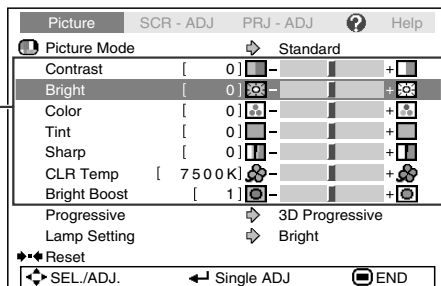 Picture SCR - ADJ PRJ - ADJ ? Help
Picture Mode Standard
Contrast [ 0 ] - +
Bright [ 0 ] - +
Color [ 0 ] - +
Tint [ 0 ] - +
Sharp [ 0 ] - +
CLR Temp [ 7500K] - +
Bright Boost [ 1 ] - +
Progressive 3D Progressive
Lamp Setting Bright
Reset
SEL./ADJ. Single ADJ END